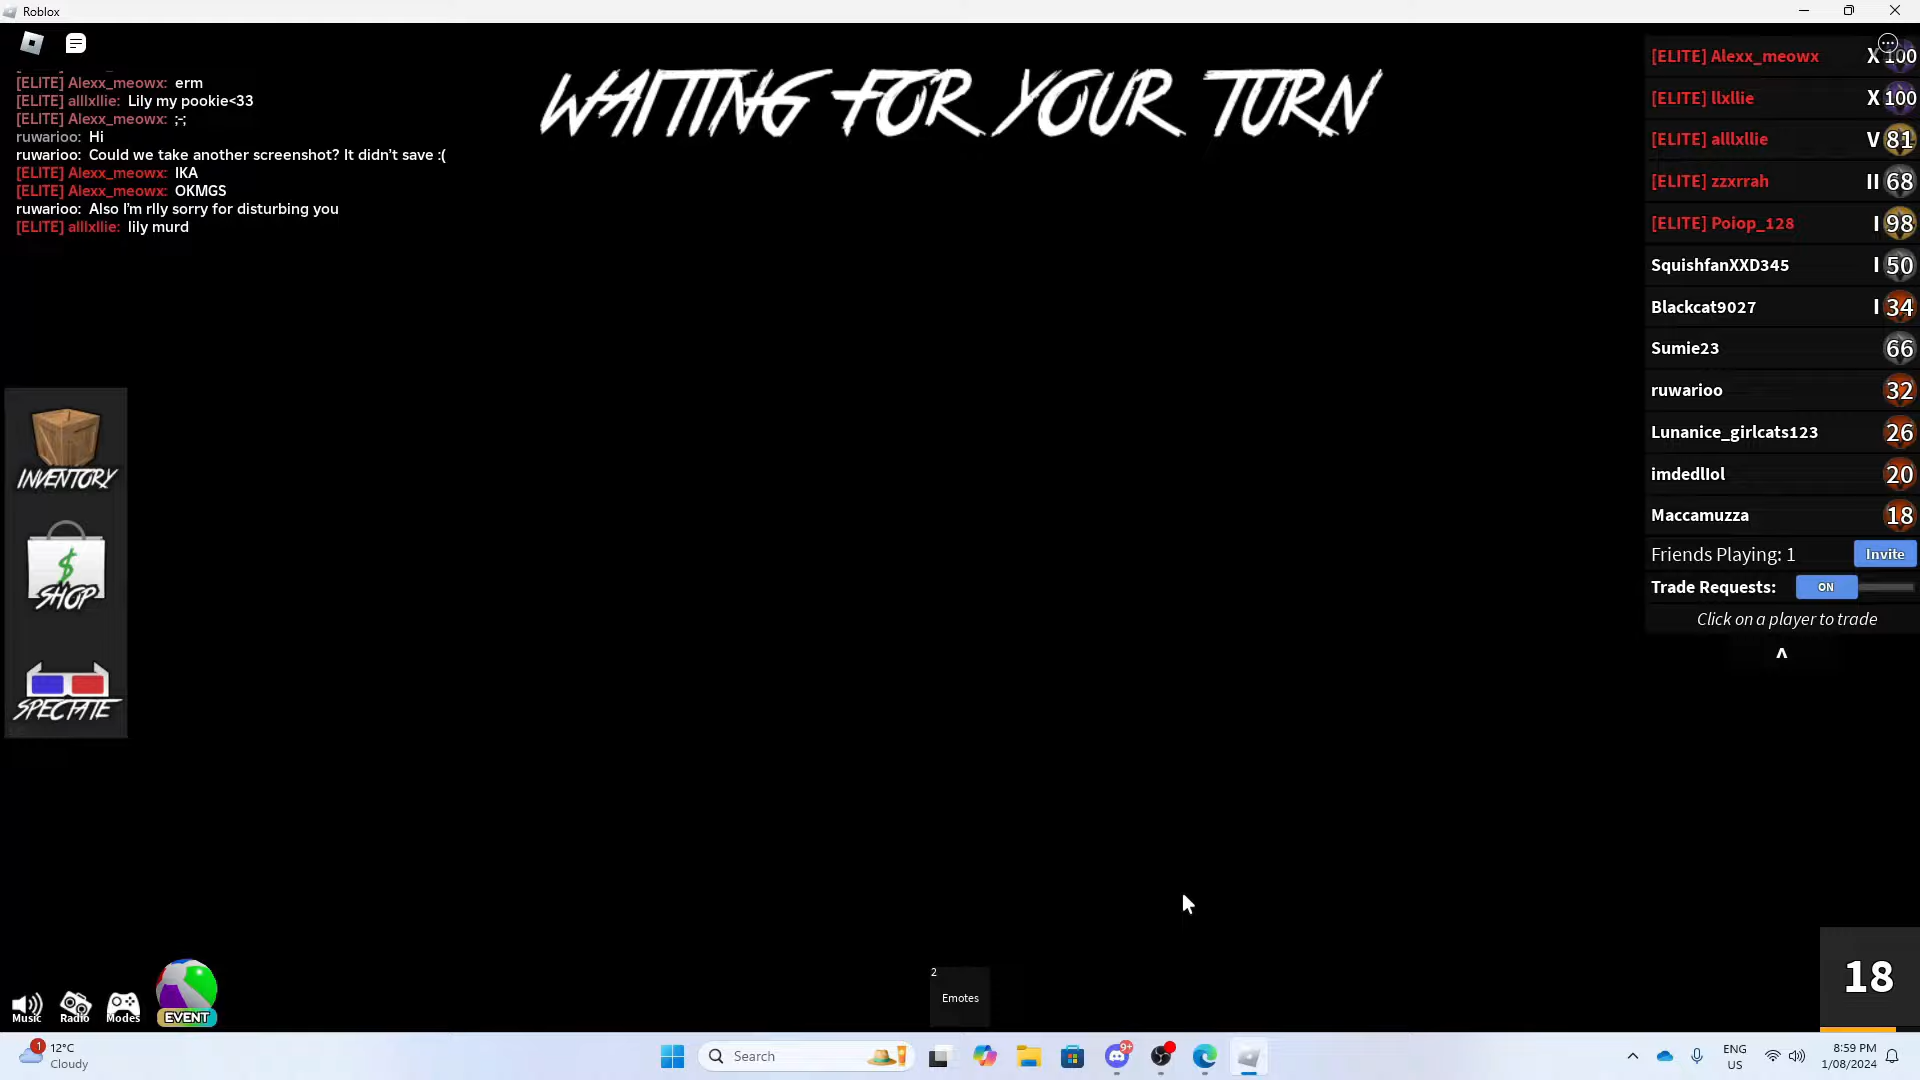 Roblox
[ELITE] Alexx_meowx: erm
[ELITE] alllxllie: Lily my pookie<33
[ELITE] Alexx_meowx: ;-;
ruwarioo: Hi
ruwarioo: Could we take another screenshot? It didn't save :(
[ELITE] Alexx_meowx: IKA
[ELITE] Alexx_meowx: OKMGS
ruwarioo: Also I'm rlly sorry for disturbing you
[ELITE] alllxllie: lily murd
WAITING FOR YOUR TURN
[ELITE] Alexx_meowx X 100
[ELITE] llxllie X 100
[ELITE] alllxllie V 81
[ELITE] zzxrrah II 68
[ELITE] Poiop_128 I 98
SquishfanXXD345 I 50
Blackcat9027 I 34
Sumie23 66
ruwarioo 32
Lunanice_girlcats123 26
imdedlIol 20
Maccamuzza 18
Friends Playing: 1 Invite
Trade Requests: ON
Click on a player to trade
^
INVENTORY
$
SHOP
SPECTATE
Music
Radio
Modes
EVENT
2
Emotes
18
1
12°C
Cloudy
Search
9+
ENG
US
8:59 PM
1/08/2024